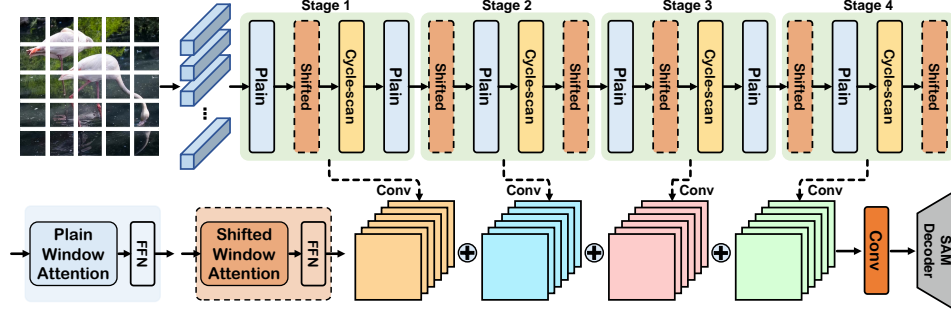 Stage 1
Stage 2
Stage 3
Stage 4
Plain
Shifted
Cycle-scan
Plain
Shifted
Plain
Cycle-scan
Shifted
Plain
Shifted
Cycle-scan
Plain
Shifted
Plain
Cycle-scan
Shifted
...
Conv
Conv
Conv
Conv
Plain
Window
Attention
FFN
Shifted
Window
Attention
FFN
Conv
SAM
Decoder